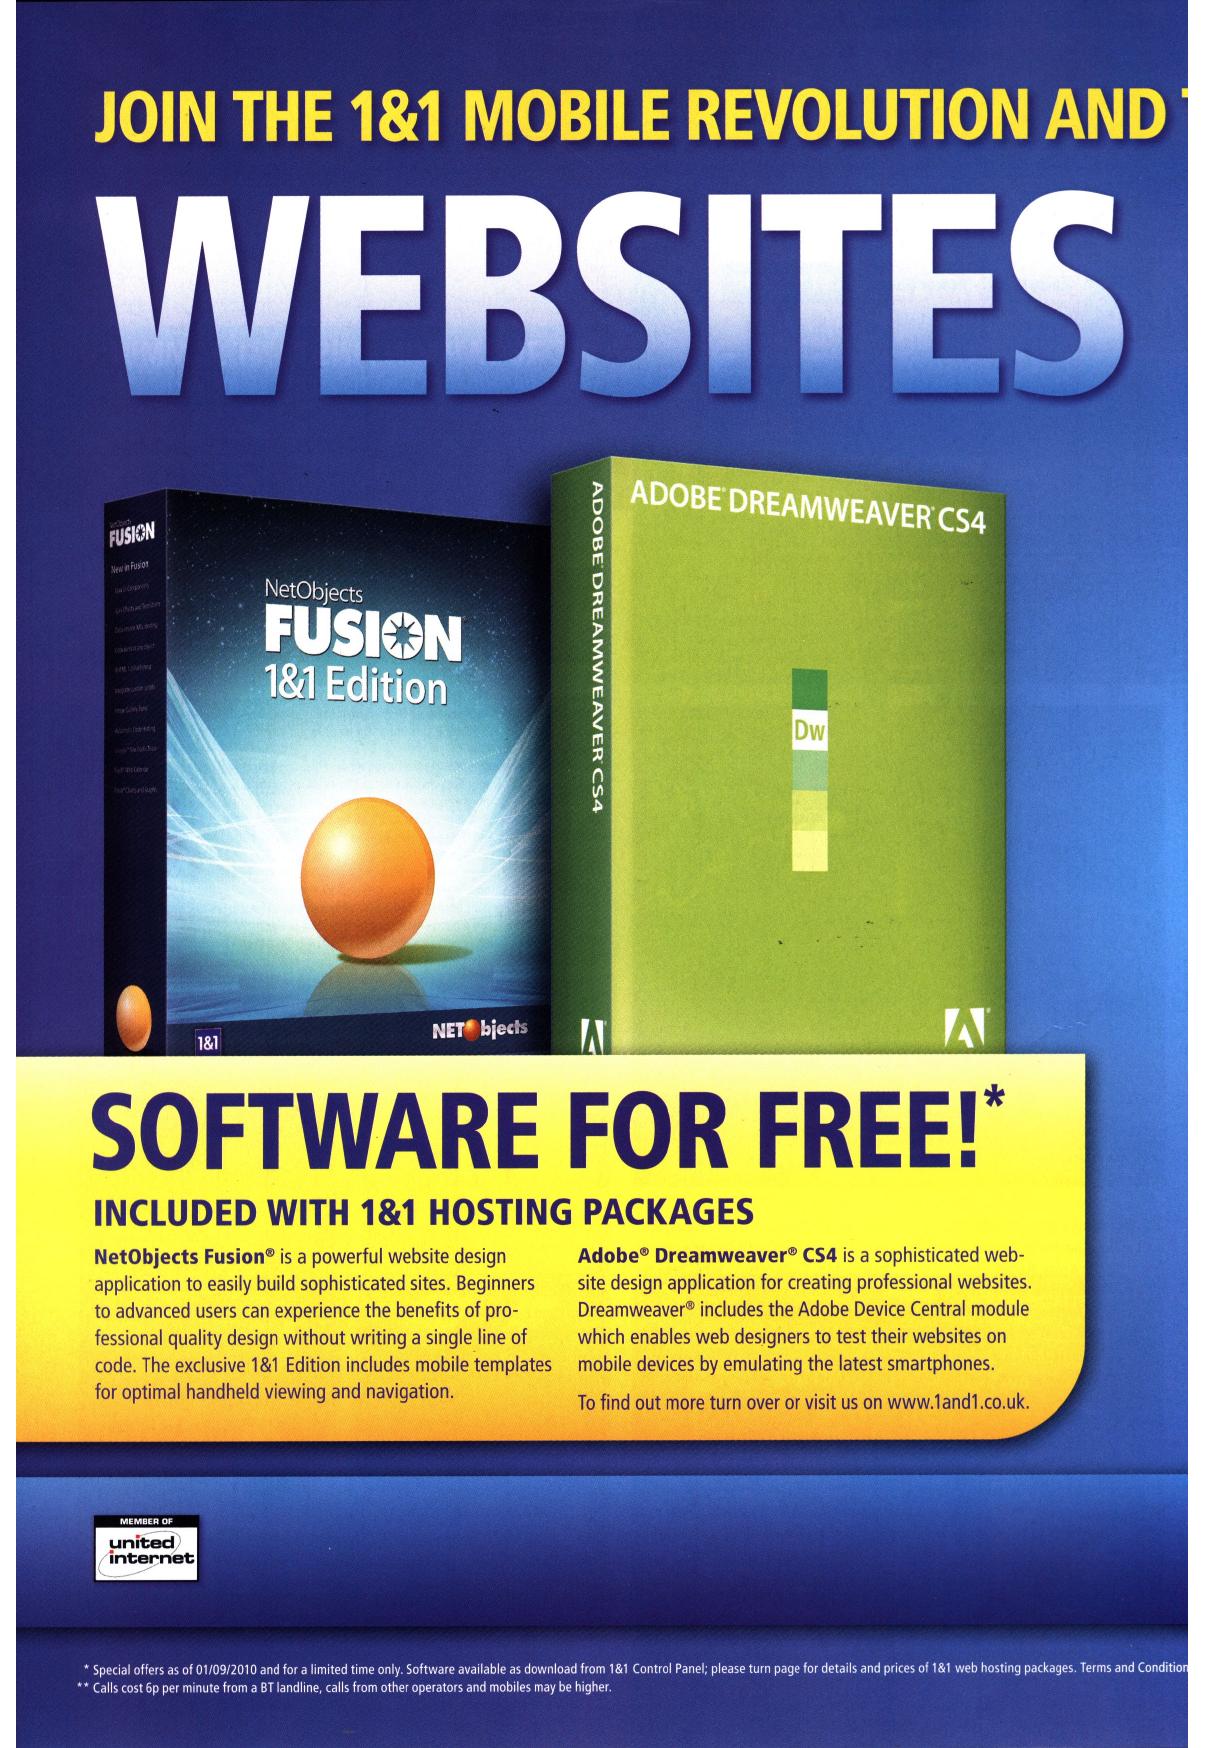 JOIN THE 1&1 MOBILE REVOLUTION AND
WEBSITES
NetObjects
FUSION
New in Fusion
NetObjects
FUSION
1&1 Edition
1&1
NETObjects
ADOBE® DREAMWEAVER® CS4
ADOBE® DREAMWEAVER® CS4
Dw
SOFTWARE FOR FREE!*
INCLUDED WITH 1&1 HOSTING PACKAGES
NetObjects Fusion® is a powerful website design
application to easily build sophisticated sites. Beginners
to advanced users can experience the benefits of pro-
fessional quality design without writing a single line of
code. The exclusive 1&1 Edition includes mobile templates
for optimal handheld viewing and navigation.
Adobe® Dreamweaver® CS4 is a sophisticated web-
site design application for creating professional websites.
Dreamweaver® includes the Adobe Device Central module
which enables web designers to test their websites on
mobile devices by emulating the latest smartphones.
To find out more turn over or visit us on www.1and1.co.uk.
MEMBER OF
united
internet
* Special offers as of 01/09/2010 and for a limited time only. Software available as download from 1&1 Control Panel; please turn page for details and prices of 1&1 web hosting packages. Terms and Condition
** Calls cost 6p per minute from a BT landline, calls from other operators and mobiles may be higher.